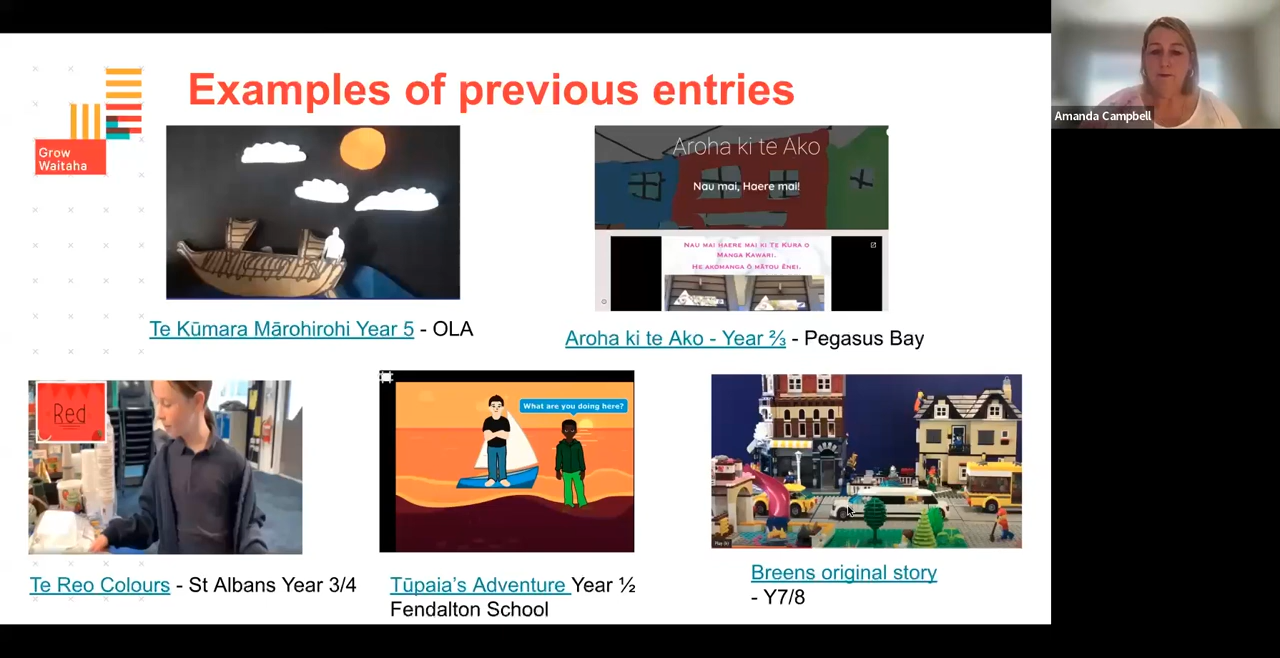 Examples of previous entries
Grow
Waitaha
Aroha ki te Ako
Nau mai, Haere mai!
Nau mai haere mai ki Te Kura o
Manga Kawari.
He akomanga ō mātou ēnei.
Te Kūmara Mārohirohi Year 5 - OLA
Aroha ki te Ako - Year ⅔ - Pegasus Bay
Red
What are you doing here?
Te Reo Colours - St Albans Year 3/4
Tūpaia’s Adventure Year ½
Fendalton School
Breens original story
- Y7/8
Amanda Campbell